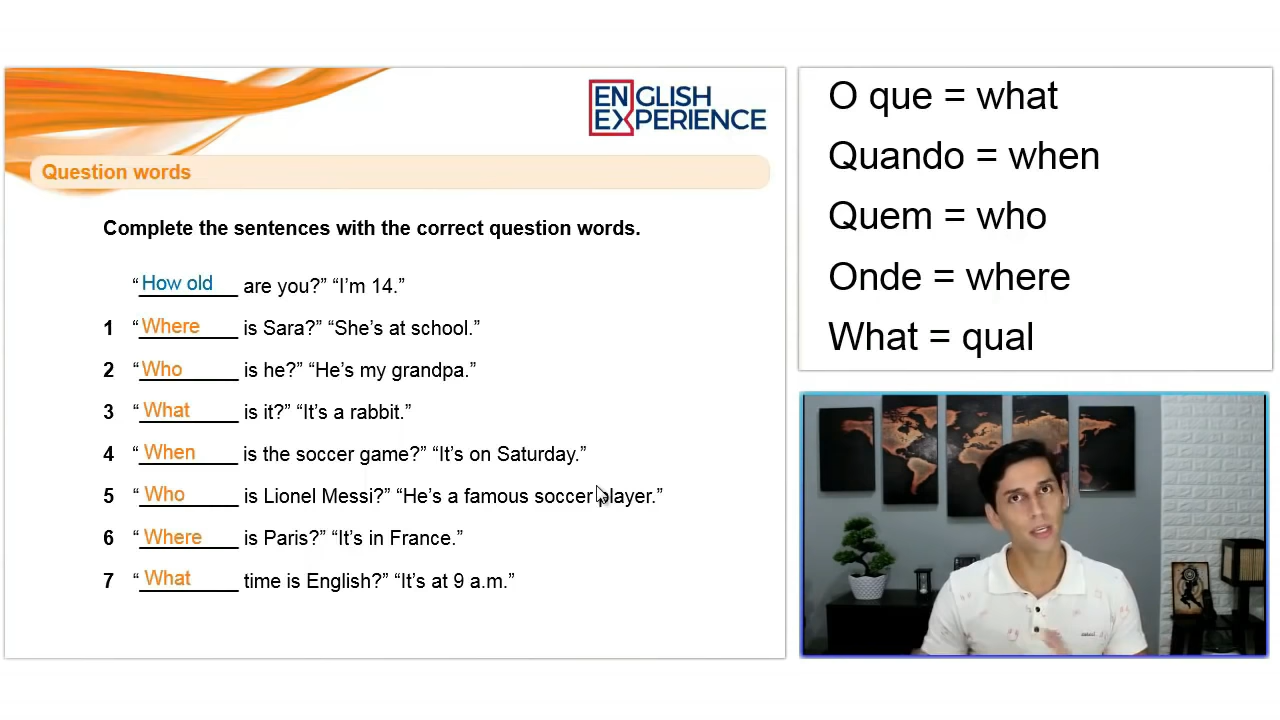 ENGLISH
EXPERIENCE
Question words
Complete the sentences with the correct question words.
“How old are you?” “I’m 14.”
1 “Where is Sara?” “She’s at school.”
2 “Who is he?” “He’s my grandpa.”
3 “What is it?” “It’s a rabbit.”
4 “When is the soccer game?” “It’s on Saturday.”
5 “Who is Lionel Messi?” “He’s a famous soccer player.”
6 “Where is Paris?” “It’s in France.”
7 “What time is English?” “It’s at 9 a.m.”
O que = what
Quando = when
Quem = who
Onde = where
What = qual